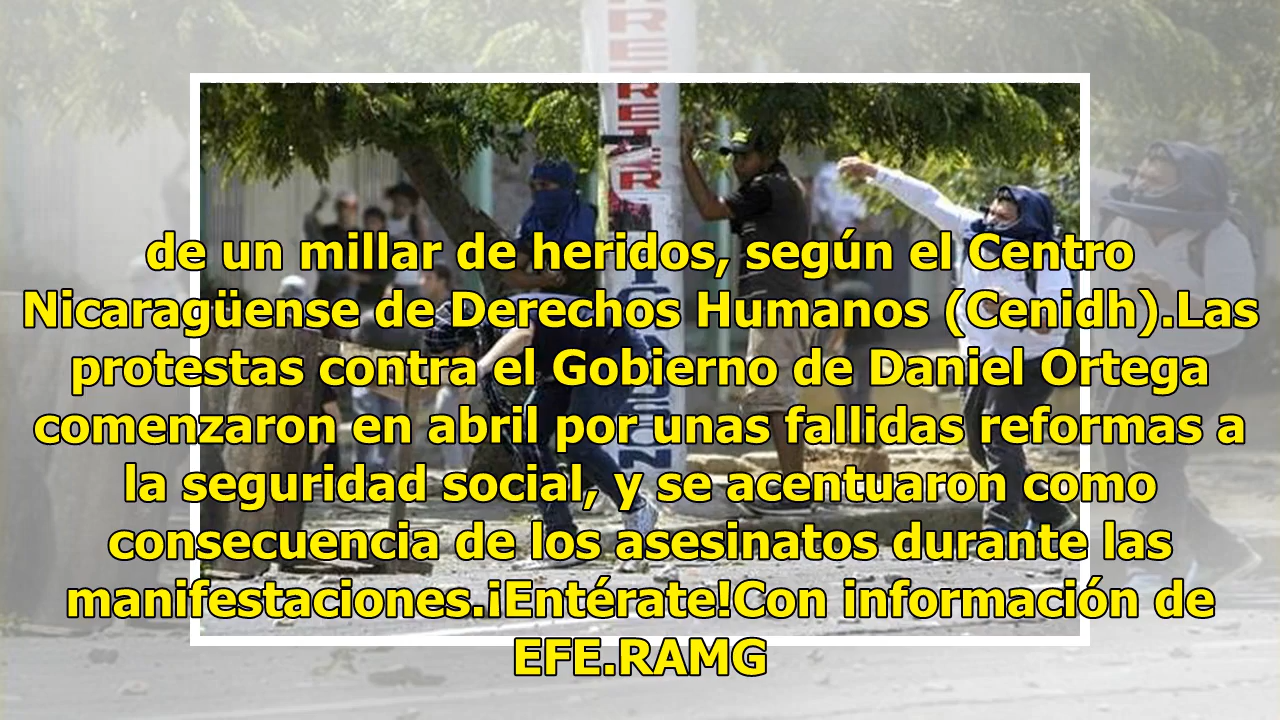 de un millar de heridos, según el Centro
Nicaragüense de Derechos Humanos (Cenidh).Las
protestas contra el Gobierno de Daniel Ortega
comenzaron en abril por unas fallidas reformas a
la seguridad social, y se acentuaron como
consecuencia de los asesinatos durante las
manifestaciones.¡Entérate!Con información de
EFE.RAMG